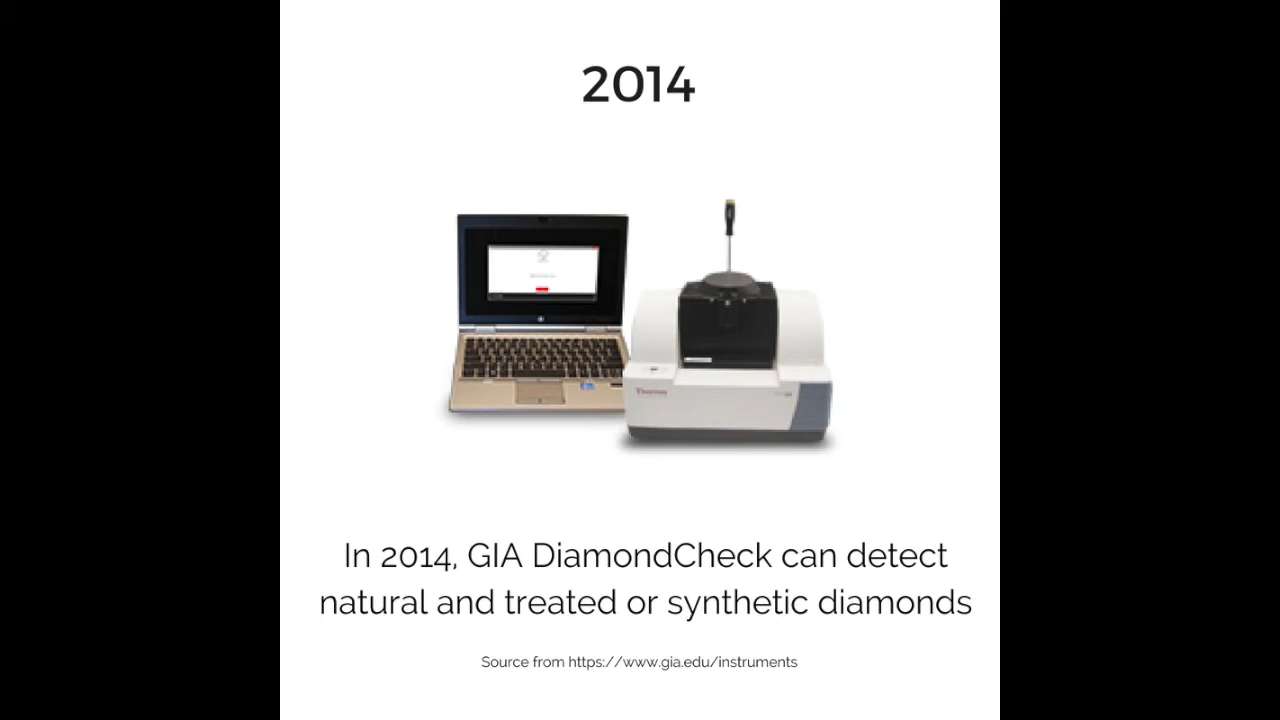 2014
Thermo
In 2014, GIA DiamondCheck can detect
natural and treated or synthetic diamonds
Source from https://www.gia.edu/instruments